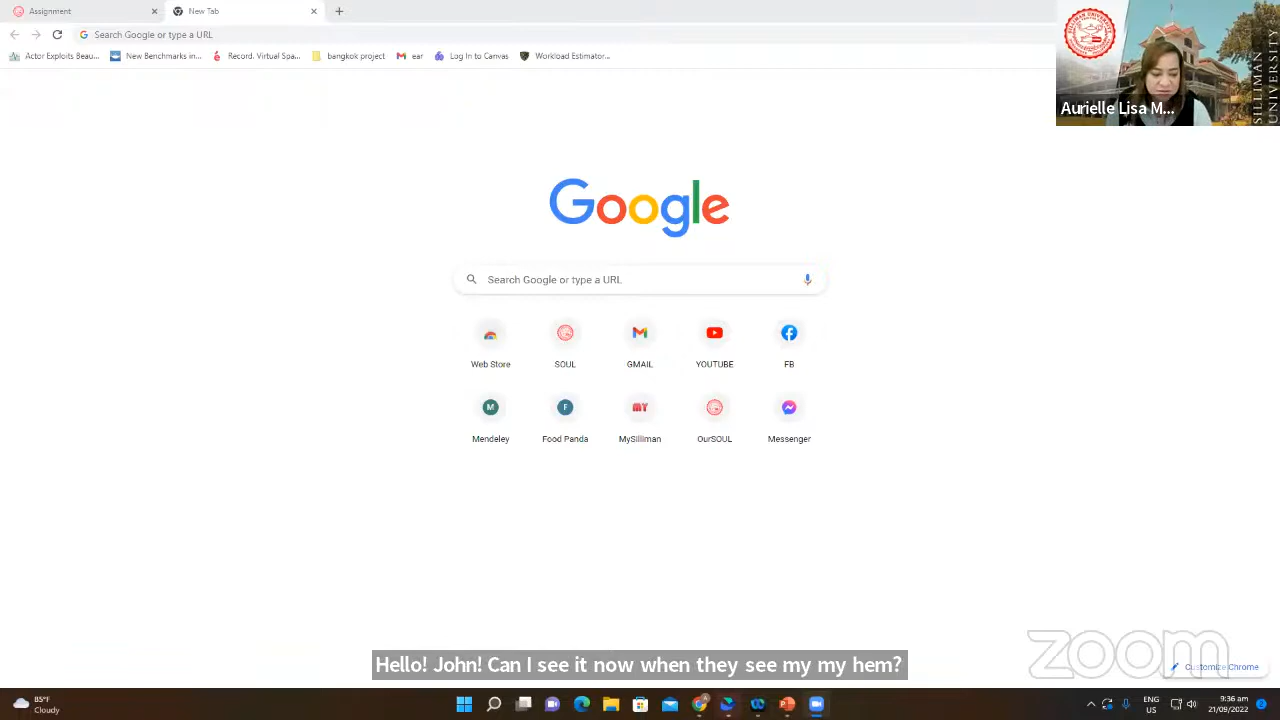 Assignment
New Tab
Search Google or type a URL
Actor Exploits Beau...
New Benchmarks in...
Record. Virtual Spa...
bangkok project
ear
Log In to Canvas
Workload Estimator...
SILLIMAN
UNIVERSITY
Aurielle Lisa M...
Google
Search Google or type a URL
Web Store
SOUL
GMAIL
YOUTUBE
FB
M
F
MY
Mendeley
Food Panda
MySilliman
OurSOUL
Messenger
Hello! John! Can I see it now when they see my my hem?
zoom
Customize Chrome
85°F
Cloudy
ENG
US
9:36 am
21/09/2022